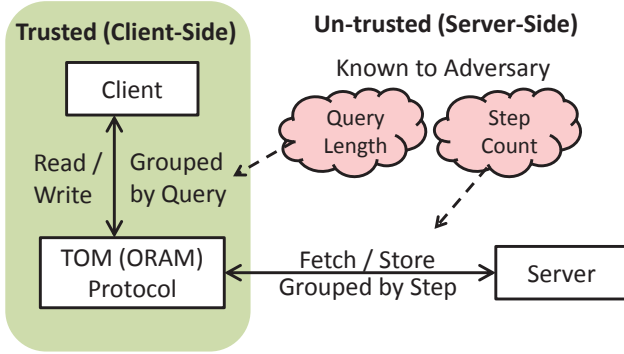 Trusted (Client-Side)
Un-trusted (Server-Side)
Known to Adversary
Client
Query
Length
Step
Count
Read /
Write
Grouped
by Query
TOM (ORAM)
Protocol
Fetch / Store
Grouped by Step
Server